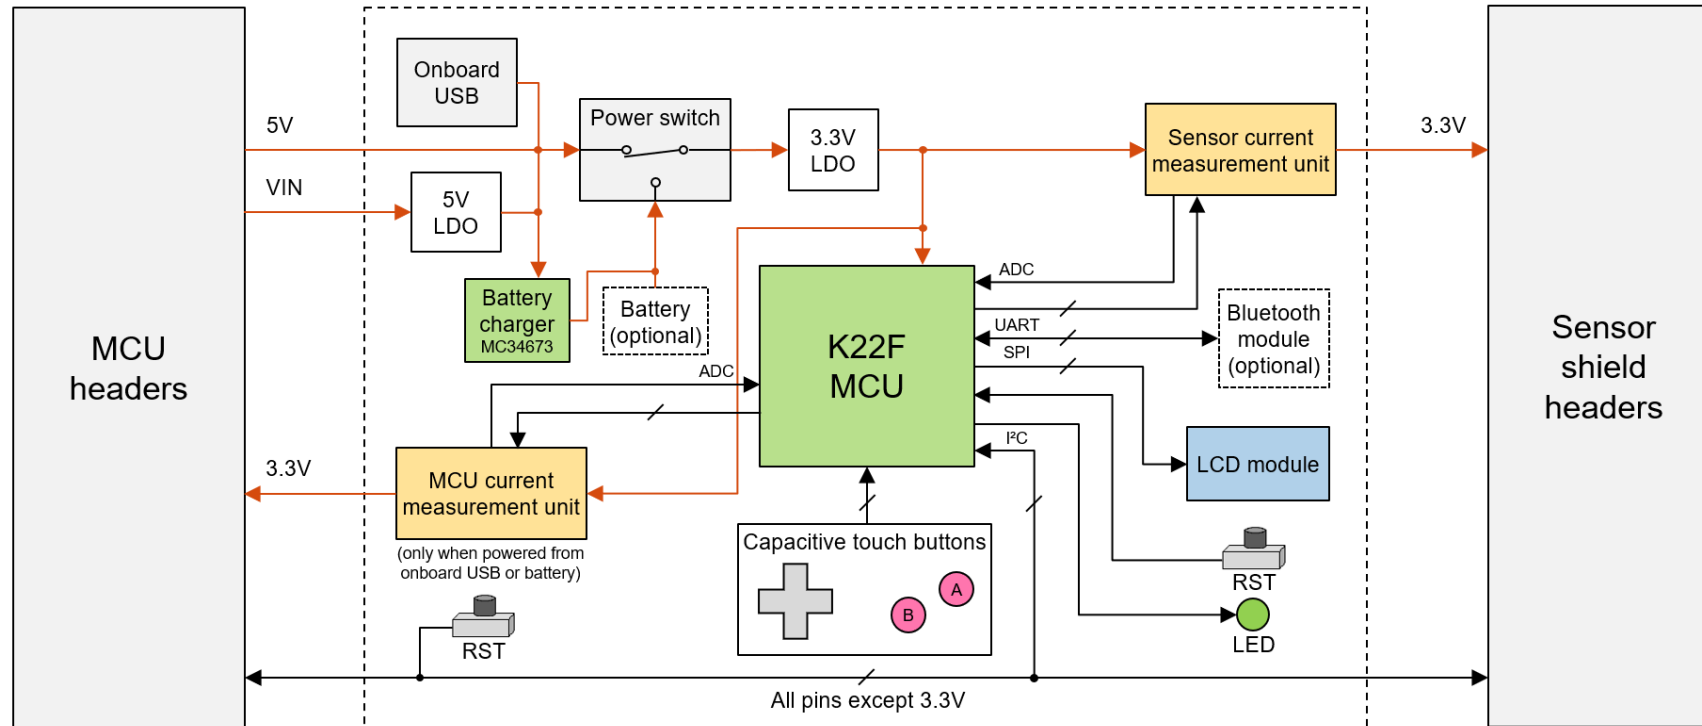 MCU
headers
5V
VIN
3.3V
Onboard
USB
5V
LDO
Power switch
3.3V
LDO
Sensor current
measurement unit
3.3V
Sensor
shield
headers
Battery
charger
MC34673
Battery
(optional)
K22F
MCU
ADC
UART
SPI
I²C
Bluetooth
module
(optional)
LCD module
ADC
MCU current
measurement unit
(only when powered from
onboard USB or battery)
RST
Capacitive touch buttons
A
B
RST
LED
All pins except 3.3V